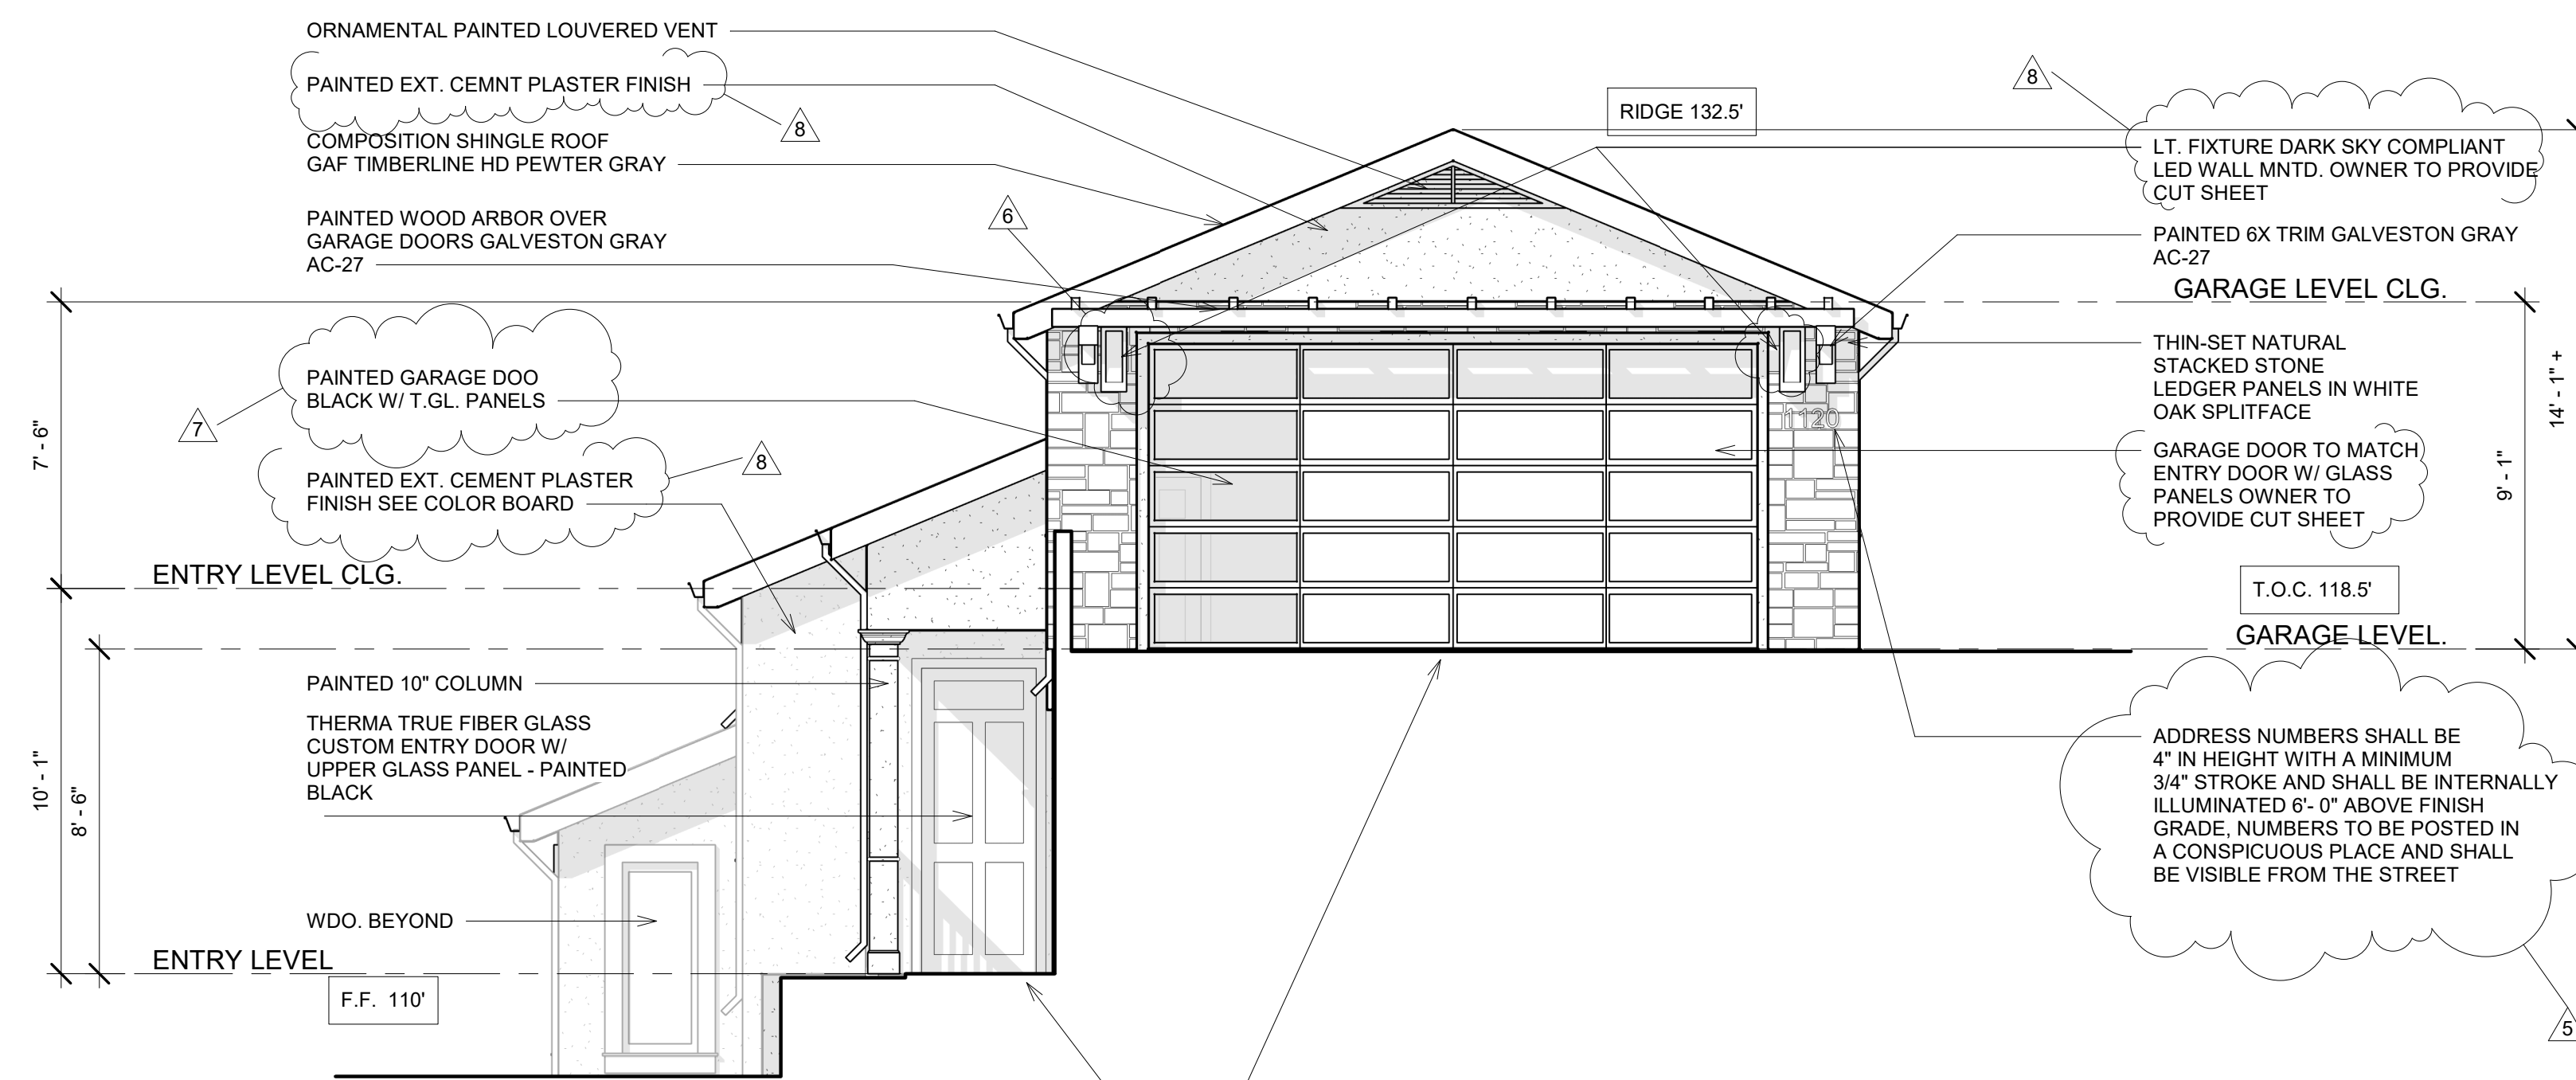 ORNAMENTAL PAINTED LOUVERED VENT
PAINTED EXT. CEMNT PLASTER FINISH
8
COMPOSITION SHINGLE ROOF
GAF TIMBERLINE HD PEWTER GRAY
PAINTED WOOD ARBOR OVER
GARAGE DOORS GALVESTON GRAY
AC-27
6
7
PAINTED GARAGE DOO
BLACK W/ T.GL. PANELS
8
PAINTED EXT. CEMENT PLASTER
FINISH SEE COLOR BOARD
ENTRY LEVEL CLG.
7' - 6"
10' - 1"
8' - 6"
PAINTED 10" COLUMN
THERMA TRUE FIBER GLASS
CUSTOM ENTRY DOOR W/
UPPER GLASS PANEL - PAINTED
BLACK
WDO. BEYOND
ENTRY LEVEL
F.F. 110'
RIDGE 132.5'
1120
8
LT. FIXTURE DARK SKY COMPLIANT
LED WALL MNTD. OWNER TO PROVIDE
CUT SHEET
PAINTED 6X TRIM GALVESTON GRAY
AC-27
GARAGE LEVEL CLG.
THIN-SET NATURAL
STACKED STONE
LEDGER PANELS IN WHITE
OAK SPLITFACE
GARAGE DOOR TO MATCH
ENTRY DOOR W/ GLASS
PANELS OWNER TO
PROVIDE CUT SHEET
14' - 1" +
9' - 1"
T.O.C. 118.5'
GARAGE LEVEL.
ADDRESS NUMBERS SHALL BE
4" IN HEIGHT WITH A MINIMUM
3/4" STROKE AND SHALL BE INTERNALLY
ILLUMINATED 6'- 0" ABOVE FINISH
GRADE, NUMBERS TO BE POSTED IN
A CONSPICUOUS PLACE AND SHALL
BE VISIBLE FROM THE STREET
5